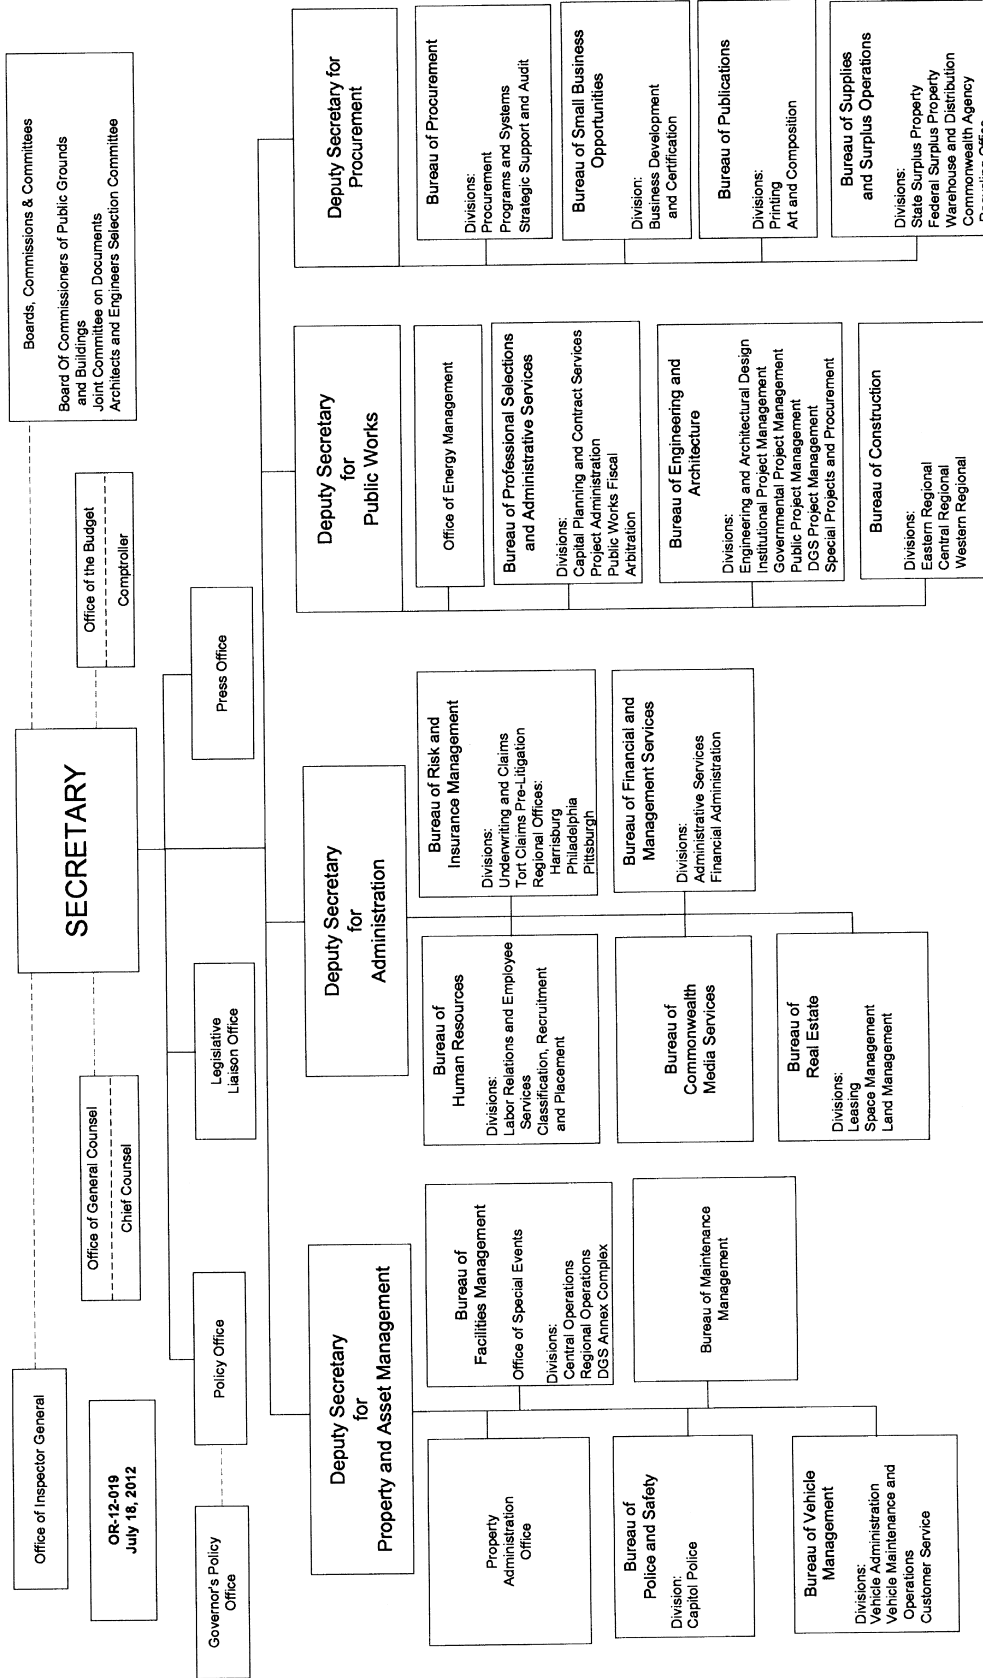 SECRETARY
Office of Inspector General
OR-12-019
July 18, 2012
Office of General Counsel
Chief Counsel
Office of the Budget
Comptroller
Boards, Commissions & Committees
Board Of Commissioners of Public Grounds
and Buildings
Joint Committee on Documents
Architects and Engineers Selection Committee
Governor's Policy
Office
Policy Office
Legislative
Liaison Office
Press Office
Deputy Secretary
for
Property and Asset Management
Property
Administration
Office
Bureau of
Facilities Management
Office of Special Events
Divisions:
Central Operations
Regional Operations
DGS Annex Complex
Bureau of
Police and Safety
Division:
Capitol Police
Bureau of Maintenance
Management
Bureau of Vehicle
Management
Divisions:
Vehicle Administration
Vehicle Maintenance and
Operations
Customer Service
Deputy Secretary
for
Administration
Bureau of
Human Resources
Divisions:
Labor Relations and Employee
Services
Classification, Recruitment
and Placement
Bureau of Risk and
Insurance Management
Divisions:
Underwriting and Claims
Tort Claims Pre-Litigation
Regional Offices:
Harrisburg
Philadelphia
Pittsburgh
Bureau of
Commonwealth
Media Services
Bureau of Financial and
Management Services
Divisions:
Administrative Services
Financial Administration
Bureau of
Real Estate
Divisions:
Leasing
Space Management
Land Management
Deputy Secretary
for
Public Works
Office of Energy Management
Bureau of Professional Selections
and Administrative Services
Divisions:
Capital Planning and Contract Services
Project Administration
Public Works Fiscal
Arbitration
Bureau of Engineering and
Architecture
Divisions:
Engineering and Architectural Design
Institutional Project Management
Governmental Project Management
Public Project Management
DGS Project Management
Special Projects and Procurement
Bureau of Construction
Divisions:
Eastern Regional
Central Regional
Western Regional
Deputy Secretary for
Procurement
Bureau of Procurement
Divisions:
Procurement
Programs and Systems
Strategic Support and Audit
Bureau of Small Business
Opportunities
Division:
Business Development
and Certification
Bureau of Publications
Divisions:
Printing
Art and Composition
Bureau of Supplies
and Surplus Operations
Divisions:
State Surplus Property
Federal Surplus Property
Warehouse and Distribution
Commonwealth Agency